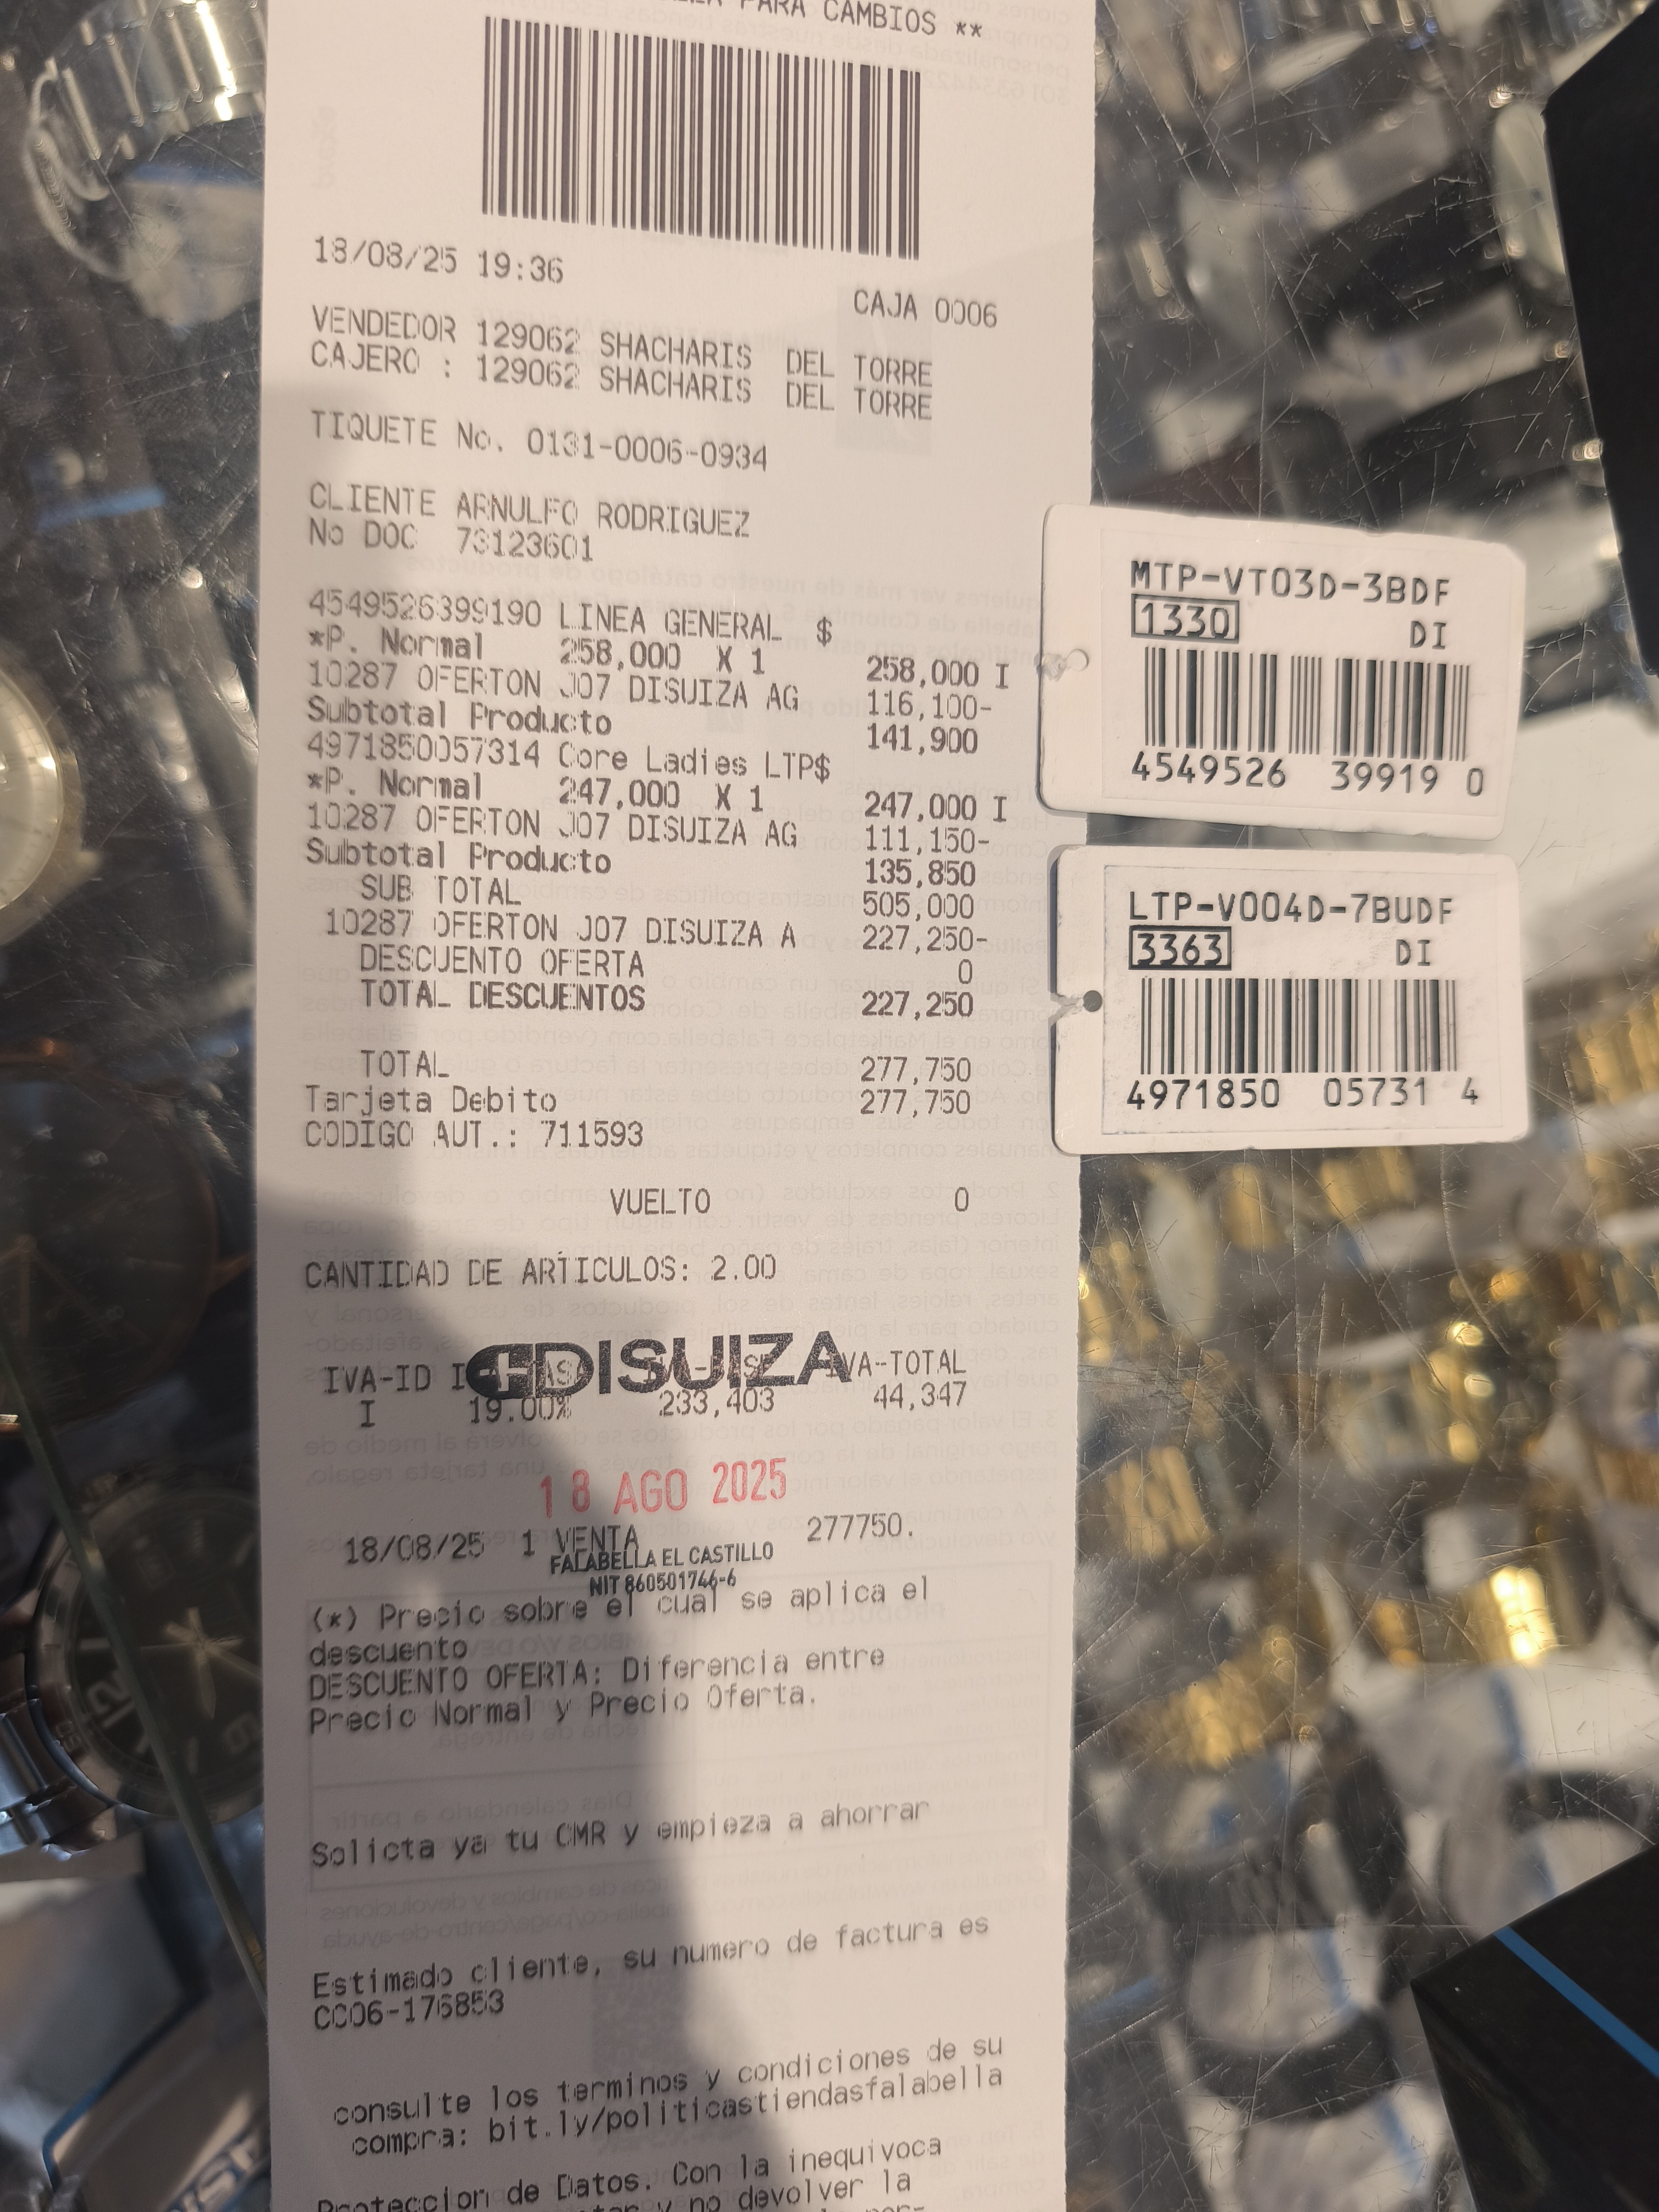 PARA CAMBIOS **
18/08/25 19:36
CAJA 0006
VENDEDOR 129062 SHACHARIS DEL TORRE
CAJERO : 129062 SHACHARIS DEL TORRE
TIQUETE No. 0131-0006-0934
CLIENTE ARNULFO RODRIGUEZ
No DOC 73123601
4549526399190 LINEA GENERAL $
*P. Normal 258,000 X 1 258,000 I
10287 OFERTON J07 DISUIZA AG 116,100-
Subtotal Producto 141,900
4971850057314 Core Ladies LTP$
*P. Normal 247,000 X 1 247,000 I
10287 OFERTON J07 DISUIZA AG 111,150-
Subtotal Producto 135,850
SUB TOTAL 505,000
10287 OFERTON J07 DISUIZA A 227,250-
DESCUENTO OFERTA 0
TOTAL DESCUENTOS 227,250
TOTAL 277,750
Tarjeta Debito 277,750
CODIGO AUT.: 711593
VUELTO 0
CANTIDAD DE ARTICULOS: 2.00
DISUIZA
IVA-ID IVA-TOTAL
I 19.00% 233,403 44,347
18 AGO 2025
18/08/25 1 VENTA 277750.
FALABELLA EL CASTILLO
NIT 860501746-6
(*) Precio sobre el cual se aplica el
descuento
DESCUENTO OFERTA: Diferencia entre
Precio Normal y Precio Oferta.
Solicta ya tu CMR y empieza a ahorrar
Estimado cliente, su numero de factura es
CC06-176853
consulte los terminos y condiciones de su
compra: bit.ly/politicastiendasfalabella
Proteccion de Datos. Con la inequivoca
y no devolver la
MTP-VT03D-3BDF
1330 DI
4549526 39919 0
LTP-V004D-7BUDF
3363 DI
4971850 05731 4